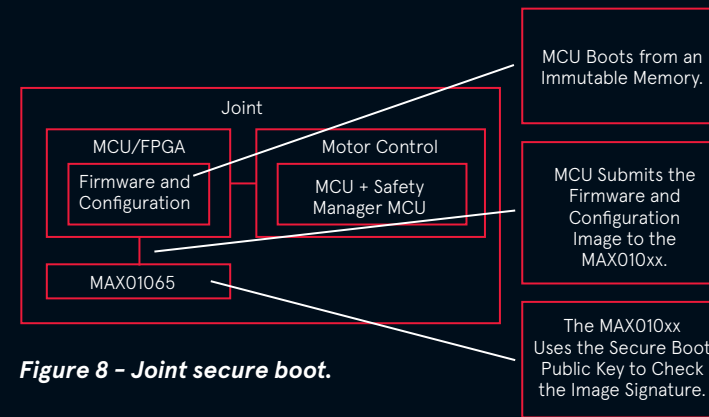 MCU Boots from an
Immutable Memory.
Joint
MCU/FPGA
Motor Control
Firmware and
Configuration
MCU + Safety
Manager MCU
MCU Submits the
Firmware and
Configuration
Image to the
MAX010xx.
MAX01065
The MAX010xx
Uses the Secure Boot
Public Key to Check
the Image Signature.
Figure 8 - Joint secure boot.